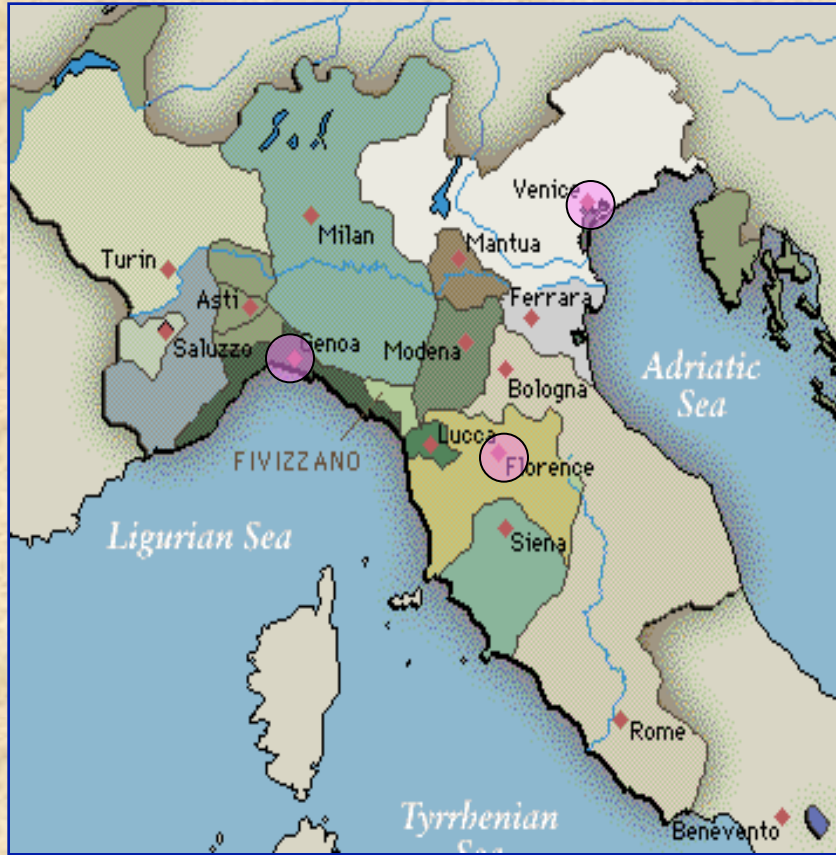 Venice
Milan
Mantua
Turin
Asti
Ferrara
Genoa
Saluzzo
Modena
Bologna
Adriatic
Sea
Lucca
FIVIZZANO
Florence
Ligurian Sea
Siena
Rome
Tyrrhenian
Sea
Benevento